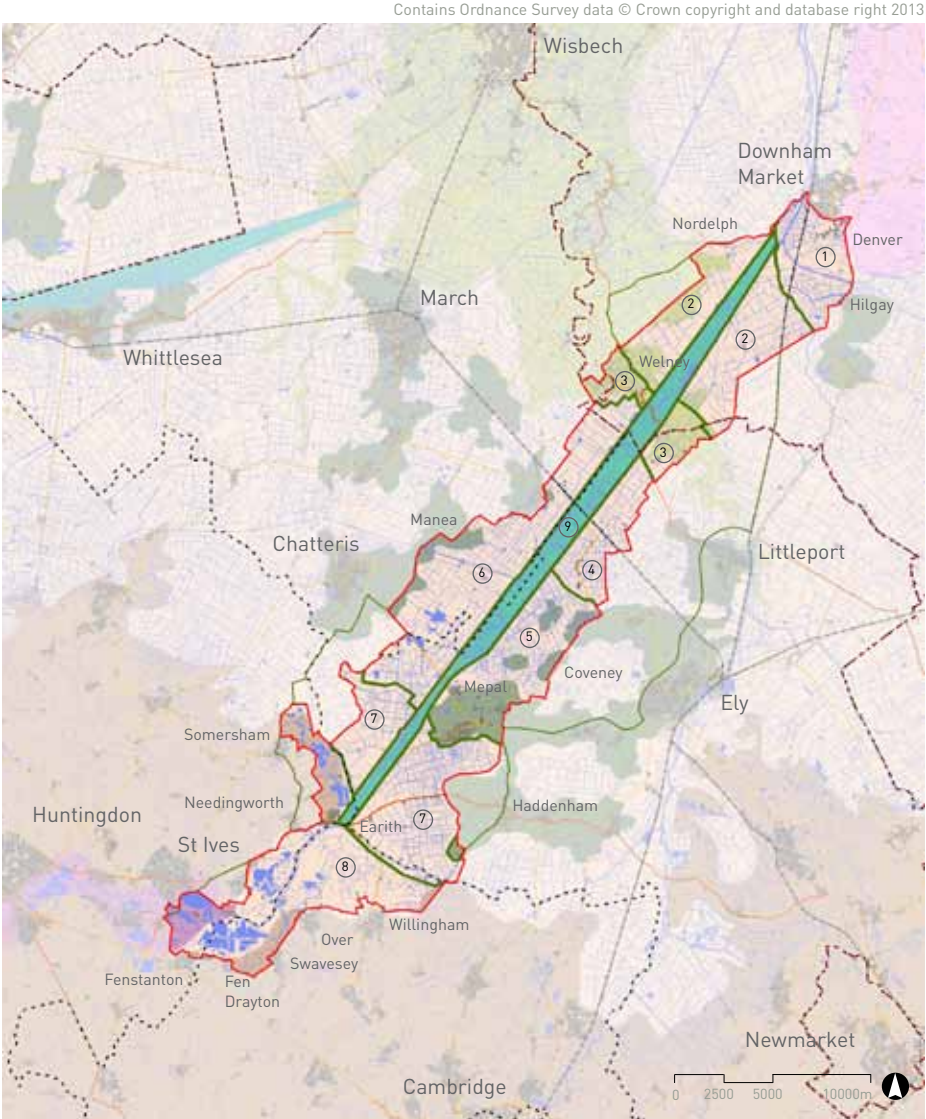 Contains Ordnance Survey data © Crown copyright and database right 2013
Wisbech
Downham
Market
Nordelph
Denver
1
2
Hilgay
March
2
Whittlesea
Welney
3
3
Manea
9
Chatteris
Littleport
6
4
5
Coveney
Mepal
Ely
7
Somersham
Needingworth
Haddenham
Huntingdon
Earith
7
St Ives
8
Willingham
Over
Swavesey
Fenstanton
Fen
Drayton
Newmarket
Cambridge
0 2500 5000 10000m